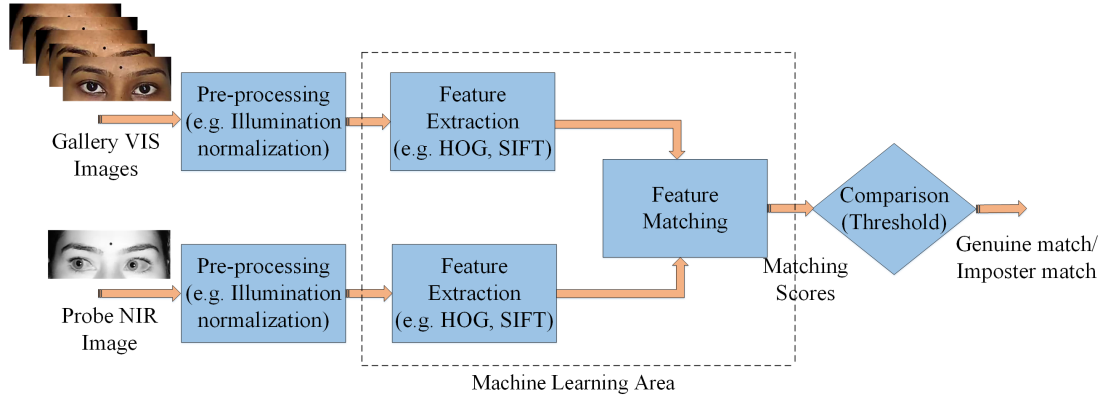 Gallery VIS
Images
Pre-processing
(e.g. Illumination
normalization)
Feature
Extraction
(e.g. HOG, SIFT)
Feature
Matching
Comparison
(Threshold)
Genuine match/
Imposter match
Matching
Scores
Probe NIR
Image
Pre-processing
(e.g. Illumination
normalization)
Feature
Extraction
(e.g. HOG, SIFT)
Machine Learning Area